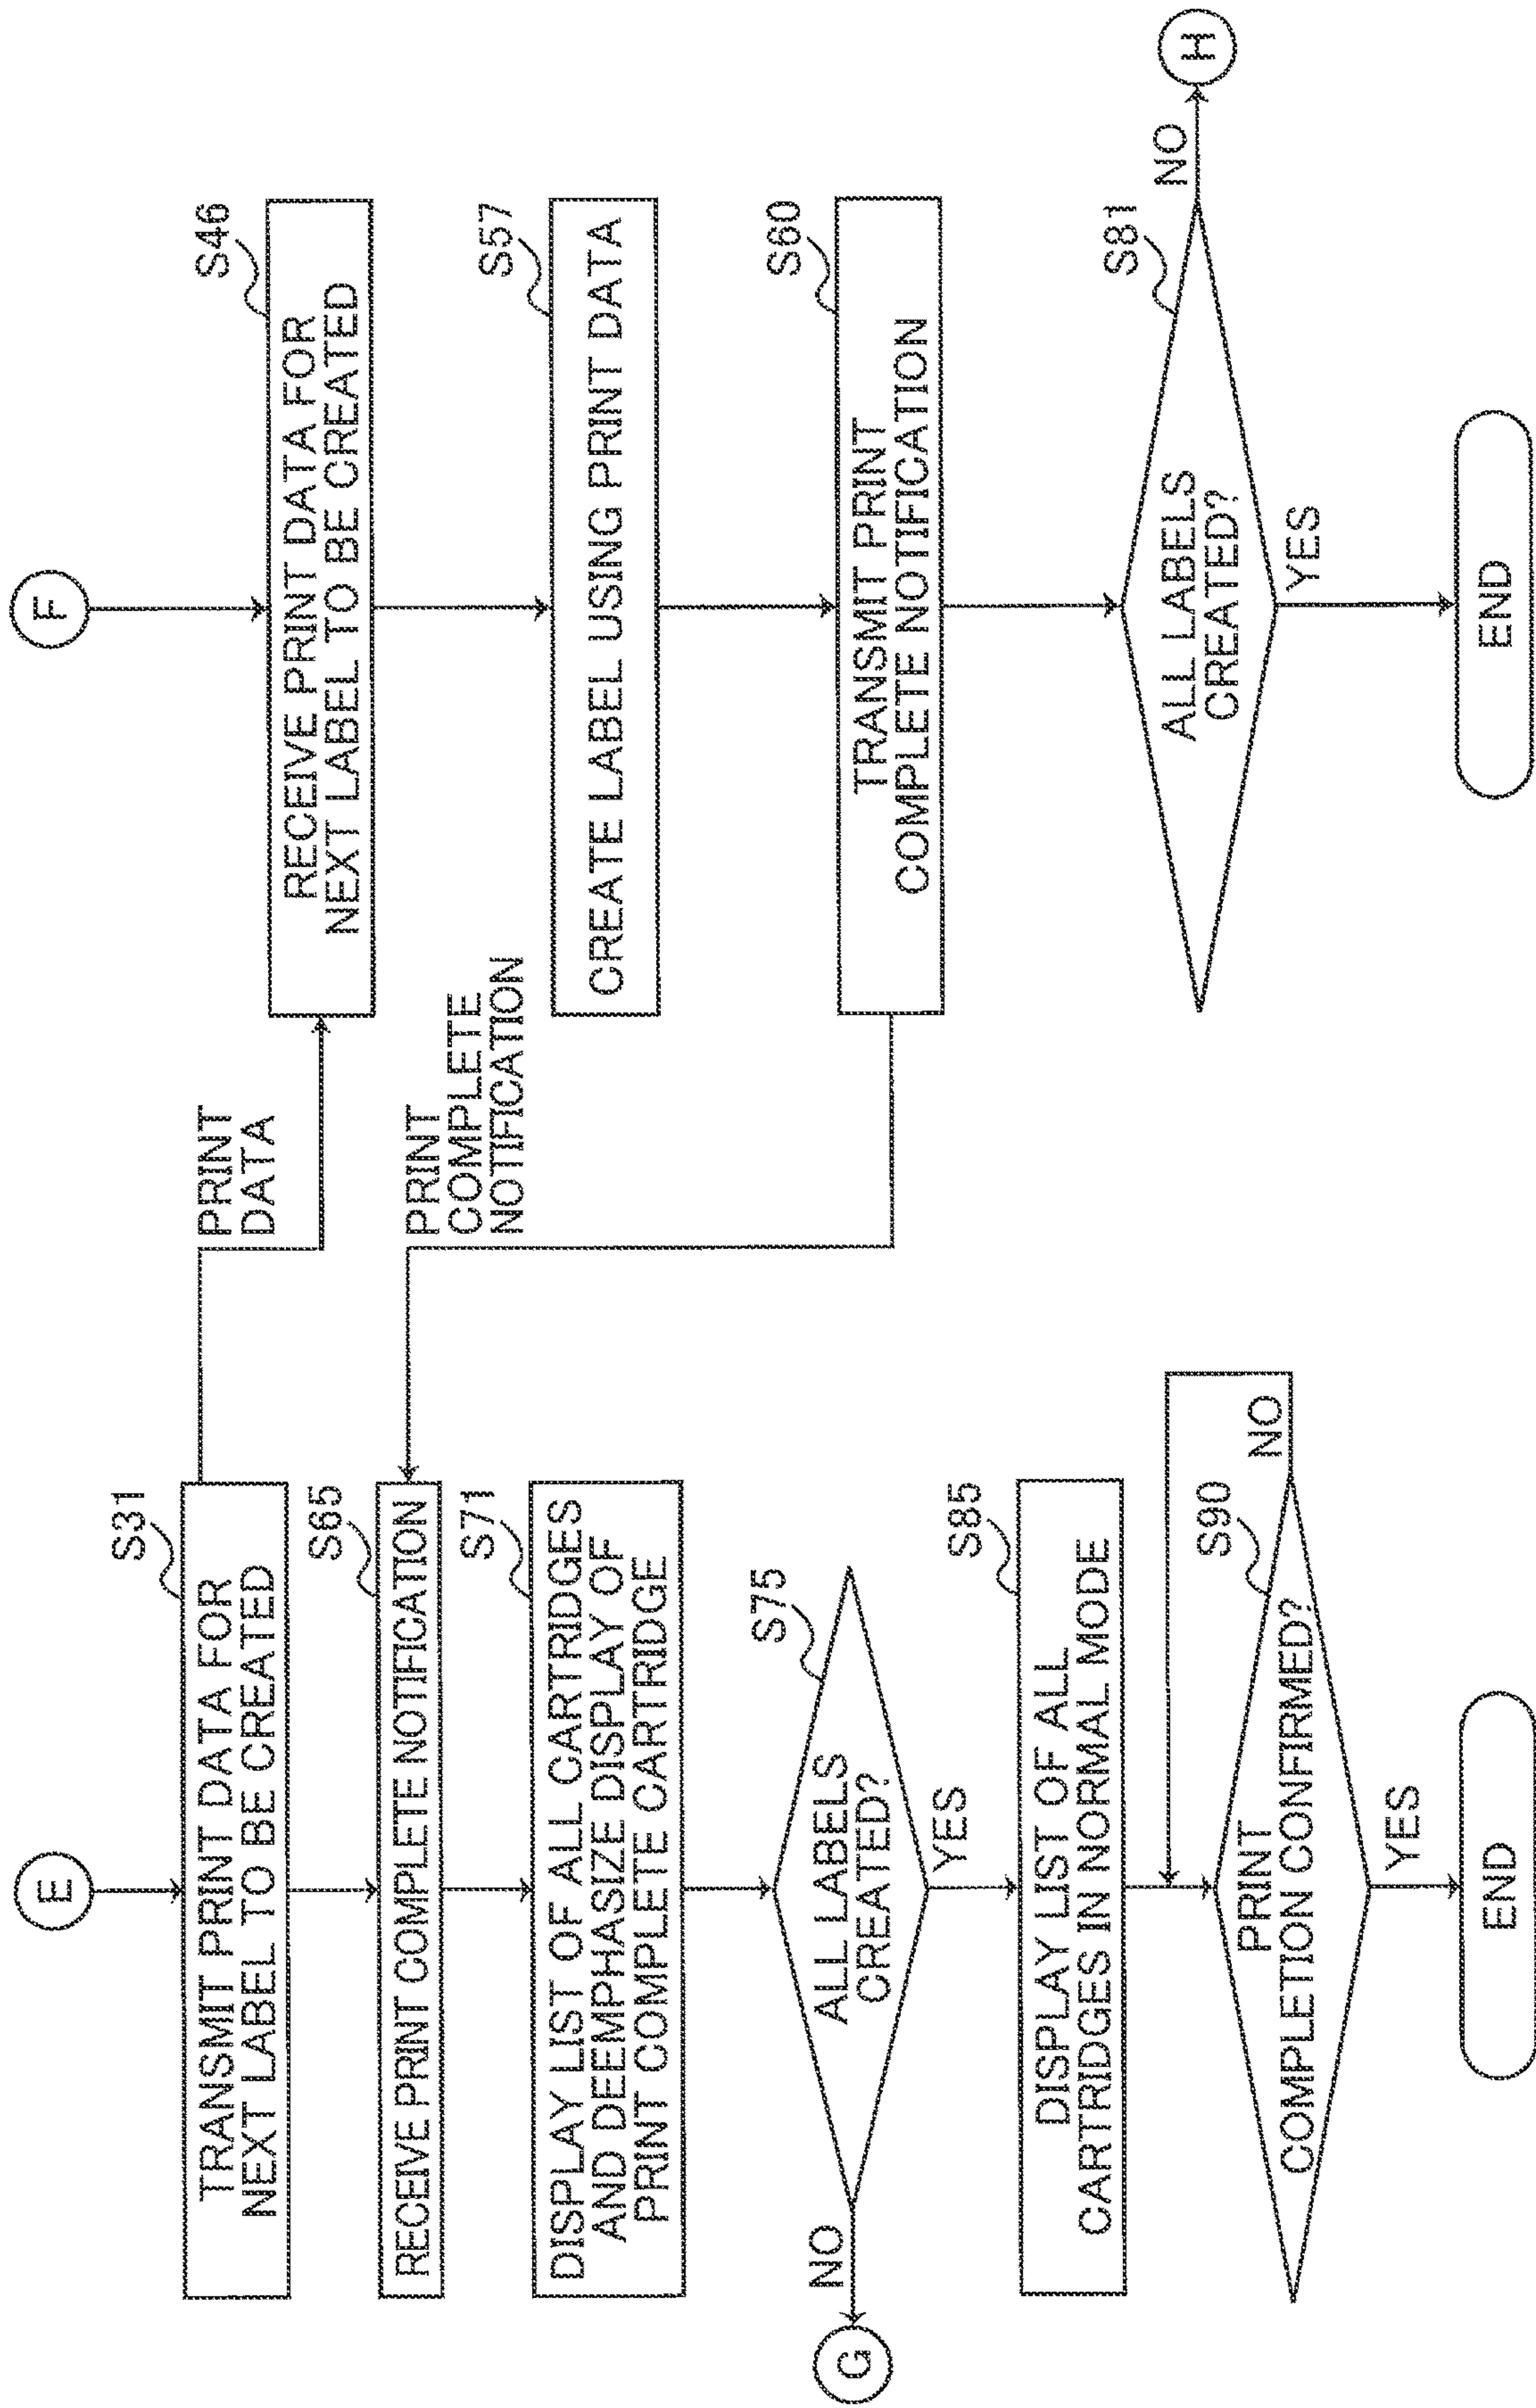 E
S31
TRANSMIT PRINT DATA FOR
NEXT LABEL TO BE CREATED
PRINT
DATA
S65
RECEIVE PRINT COMPLETE NOTIFICATION
PRINT
COMPLETE
NOTIFICATION
S71
DISPLAY LIST OF ALL CARTRIDGES
AND DEEMPHASIZE DISPLAY OF
PRINT COMPLETE CARTRIDGE
S75
ALL LABELS
CREATED?
NO
G
YES
S85
DISPLAY LIST OF ALL
CARTRIDGES IN NORMAL MODE
S90
PRINT
COMPLETION CONFIRMED?
NO
YES
END
F
S46
RECEIVE PRINT DATA FOR
NEXT LABEL TO BE CREATED
S57
CREATE LABEL USING PRINT DATA
S60
TRANSMIT PRINT
COMPLETE NOTIFICATION
S81
ALL LABELS
CREATED?
NO
H
YES
END